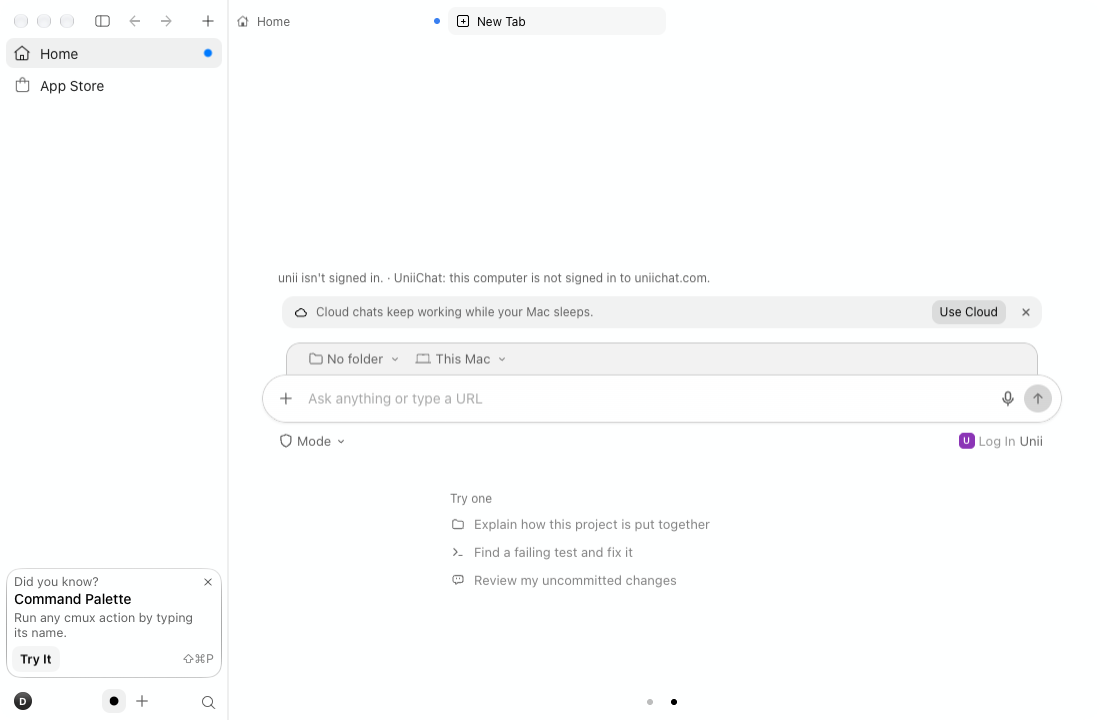 Home
New Tab
Home
App Store
unii isn't signed in. · UniiChat: this computer is not signed in to uniichat.com.
Cloud chats keep working while your Mac sleeps.
Use Cloud
No folder
This Mac
Ask anything or type a URL
Mode
U Log In Unii
Try one
Explain how this project is put together
Find a failing test and fix it
Review my uncommitted changes
Did you know?
Command Palette
Run any cmux action by typing
its name.
Try It
⇧⌘P
D